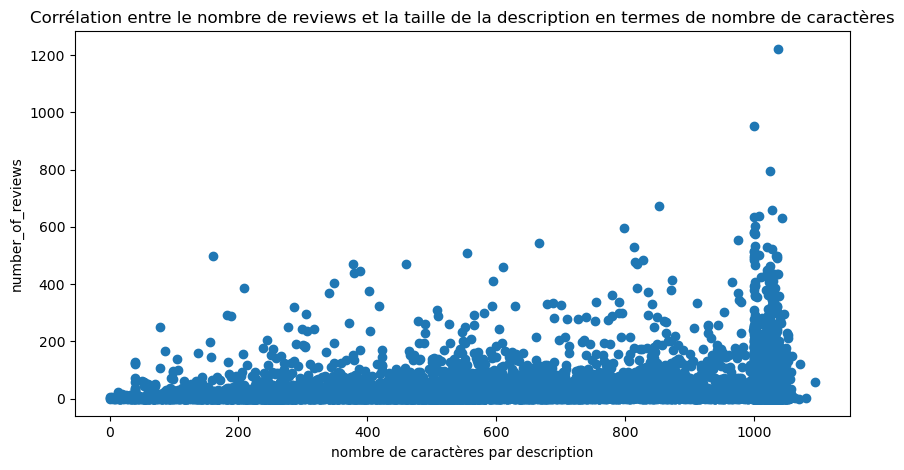 Corrélation entre le nombre de reviews et la taille de la description en termes de nombre de caractères
1200
1000
800
600
400
200
0
number_of_reviews
0 200 400 600 800 1000
nombre de caractères par description